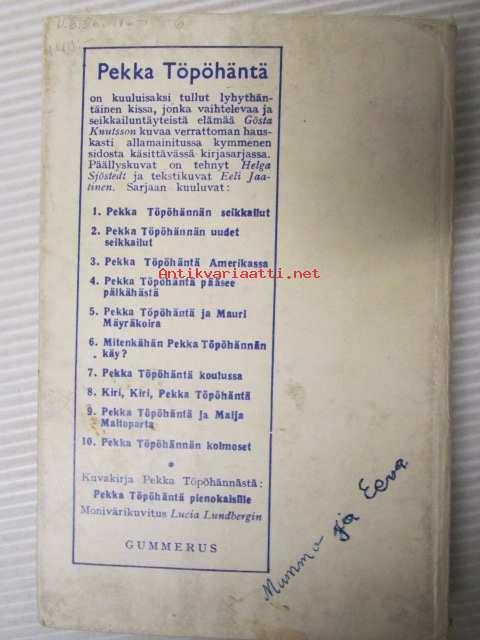 Pekka Töpöhäntä
on kuuluisaksi tullut lyhythän-
täinen kissa, jonka vaihtelevaa ja
seikkailuntäyteistä elämää Gösta
Knutsson kuvaa verrattoman haus-
kasti allamainitussa kymmenen
sidosta käsittävässä kirjasarjassa.
Päällyskuvat on tehnyt Helga
Sjöstedt ja tekstikuvat Eeli Jaa-
tinen. Sarjaan kuuluvat:
1. Pekka Töpöhännän seikkailut
2. Pekka Töpöhännän uudet
seikkailut
3. Pekka Töpöhäntä Amerikassa
4. Pekka Töpöhäntä pääsee
pälkähästä
Antikvariaatti.net
5. Pekka Töpöhäntä ja Mauri
Mäyräkoira
6. Mitenkähän Pekka Töpöhännän
käy?
7. Pekka Töpöhäntä koulussa
8. Kiri, Kiri, Pekka Töpöhäntä
9. Pekka Töpöhäntä ja Maija
Maitoparta
10. Pekka Töpöhännän kolmoset
Kuvakirja Pekka Töpöhännästä:
Pekka Töpöhäntä pienokaisille
Monivärikuvitus Lucia Lundbergin
GUMMERUS
Mumma ja Eeva